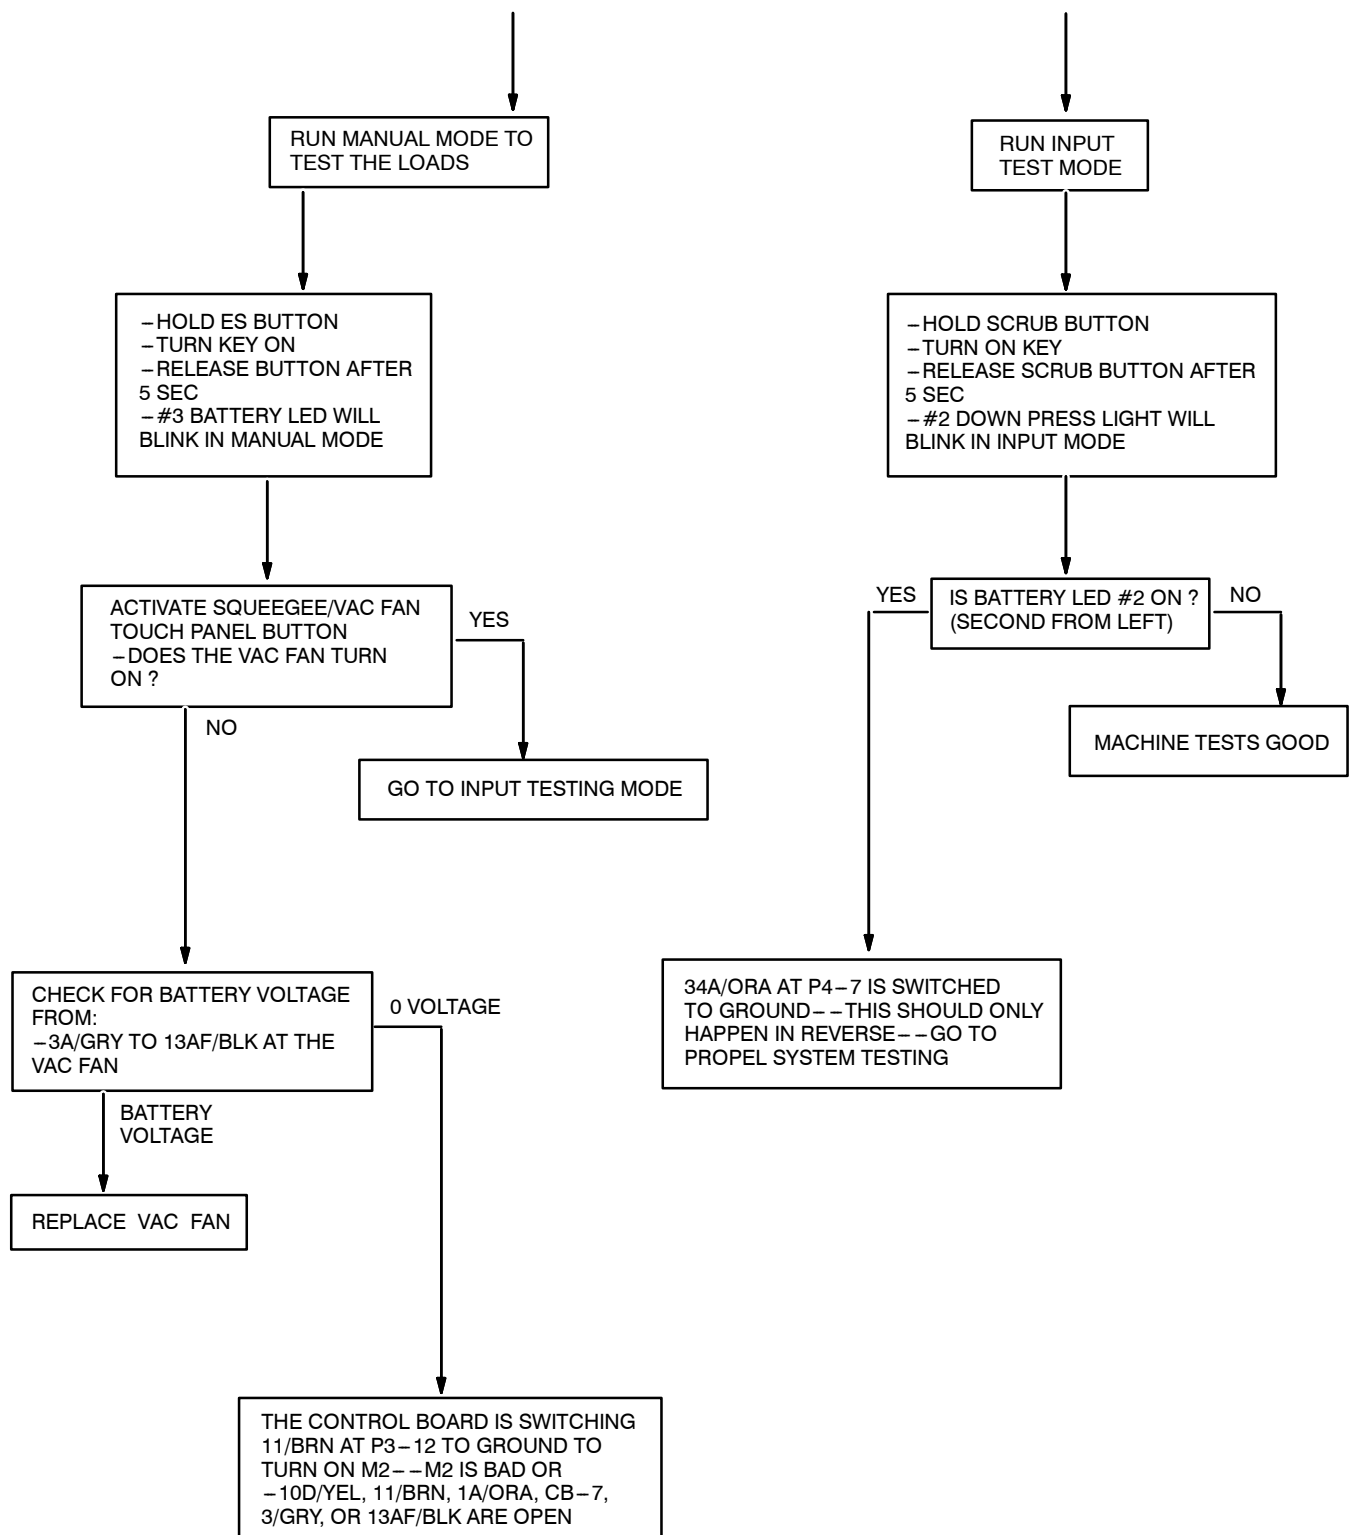 RUN MANUAL MODE TO
TEST THE LOADS
–HOLD ES BUTTON
–TURN KEY ON
–RELEASE BUTTON AFTER
5 SEC
–#3 BATTERY LED WILL
BLINK IN MANUAL MODE
ACTIVATE SQUEEGEE/VAC FAN
TOUCH PANEL BUTTON
–DOES THE VAC FAN TURN
ON ?
YES
NO
GO TO INPUT TESTING MODE
CHECK FOR BATTERY VOLTAGE
FROM:
–3A/GRY TO 13AF/BLK AT THE
VAC FAN
0 VOLTAGE
BATTERY
VOLTAGE
REPLACE VAC FAN
THE CONTROL BOARD IS SWITCHING
11/BRN AT P3–12 TO GROUND TO
TURN ON M2––M2 IS BAD OR
–10D/YEL, 11/BRN, 1A/ORA, CB–7,
3/GRY, OR 13AF/BLK ARE OPEN
RUN INPUT
TEST MODE
–HOLD SCRUB BUTTON
–TURN ON KEY
–RELEASE SCRUB BUTTON AFTER
5 SEC
–#2 DOWN PRESS LIGHT WILL
BLINK IN INPUT MODE
YES
IS BATTERY LED #2 ON ?
(SECOND FROM LEFT)
NO
MACHINE TESTS GOOD
34A/ORA AT P4–7 IS SWITCHED
TO GROUND––THIS SHOULD ONLY
HAPPEN IN REVERSE––GO TO
PROPEL SYSTEM TESTING